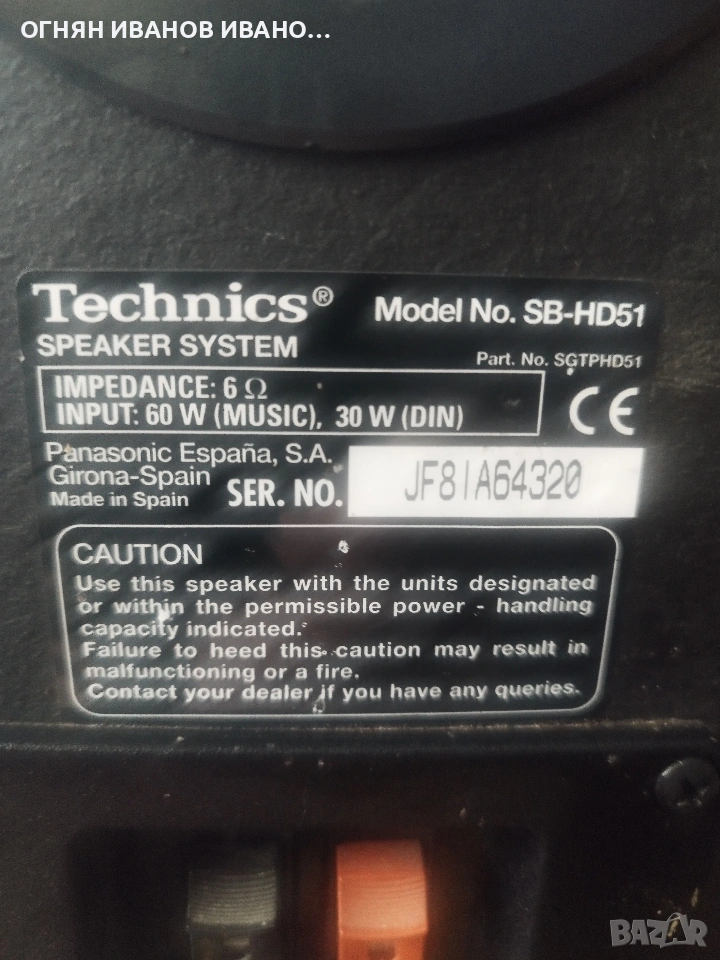 ОГНЯН ИВАНОВ ИВАНО...
Technics® Model No. SB-HD51
SPEAKER SYSTEM Part. No. SGTPHD51
IMPEDANCE: 6 Ω
INPUT: 60 W (MUSIC), 30 W (DIN)
CE
Panasonic España, S.A.
Girona-Spain
Made in Spain SER. NO. JF8IA64320
CAUTION
Use this speaker with the units designated
or within the permissible power - handling
capacity indicated.
Failure to heed this caution may result in
malfunctioning or a fire.
Contact your dealer if you have any queries.
BAZAR